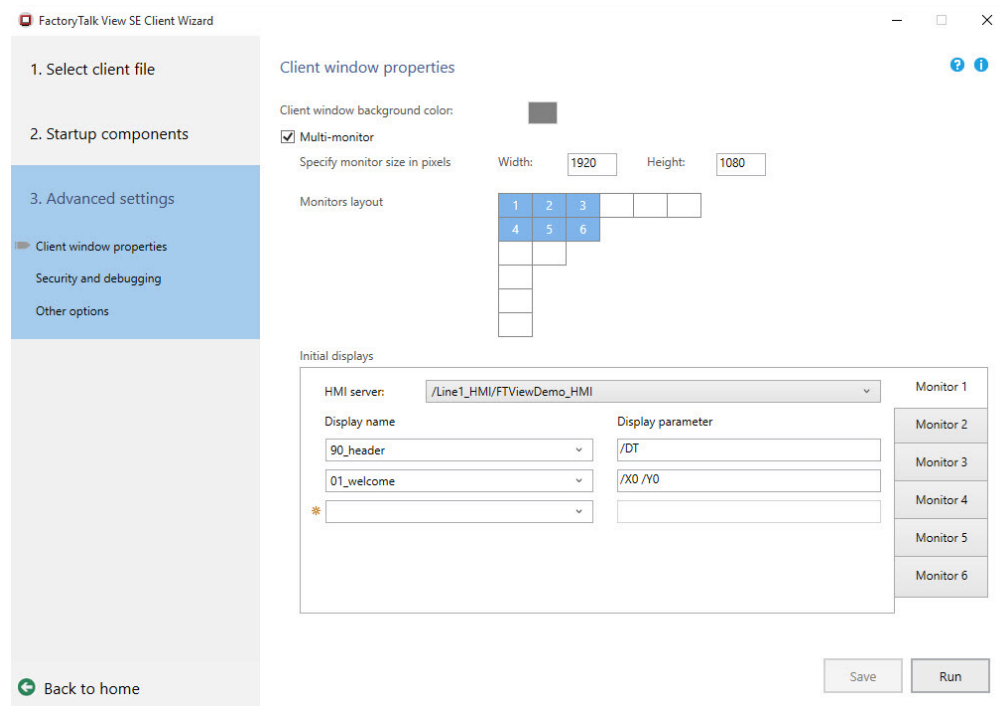 FactoryTalk View SE Client Wizard
1. Select client file
2. Startup components
3. Advanced settings
Client window properties
Security and debugging
Other options
Back to home
Client window properties
Client window background color:
Multi-monitor
Specify monitor size in pixels Width: 1920 Height: 1080
Monitors layout
1 2 3
4 5 6
Initial displays
HMI server: /Line1_HMI/FTViewDemo_HMI
Display name Display parameter
90_header /DT
01_welcome /X0 /Y0
Monitor 1
Monitor 2
Monitor 3
Monitor 4
Monitor 5
Monitor 6
Save Run